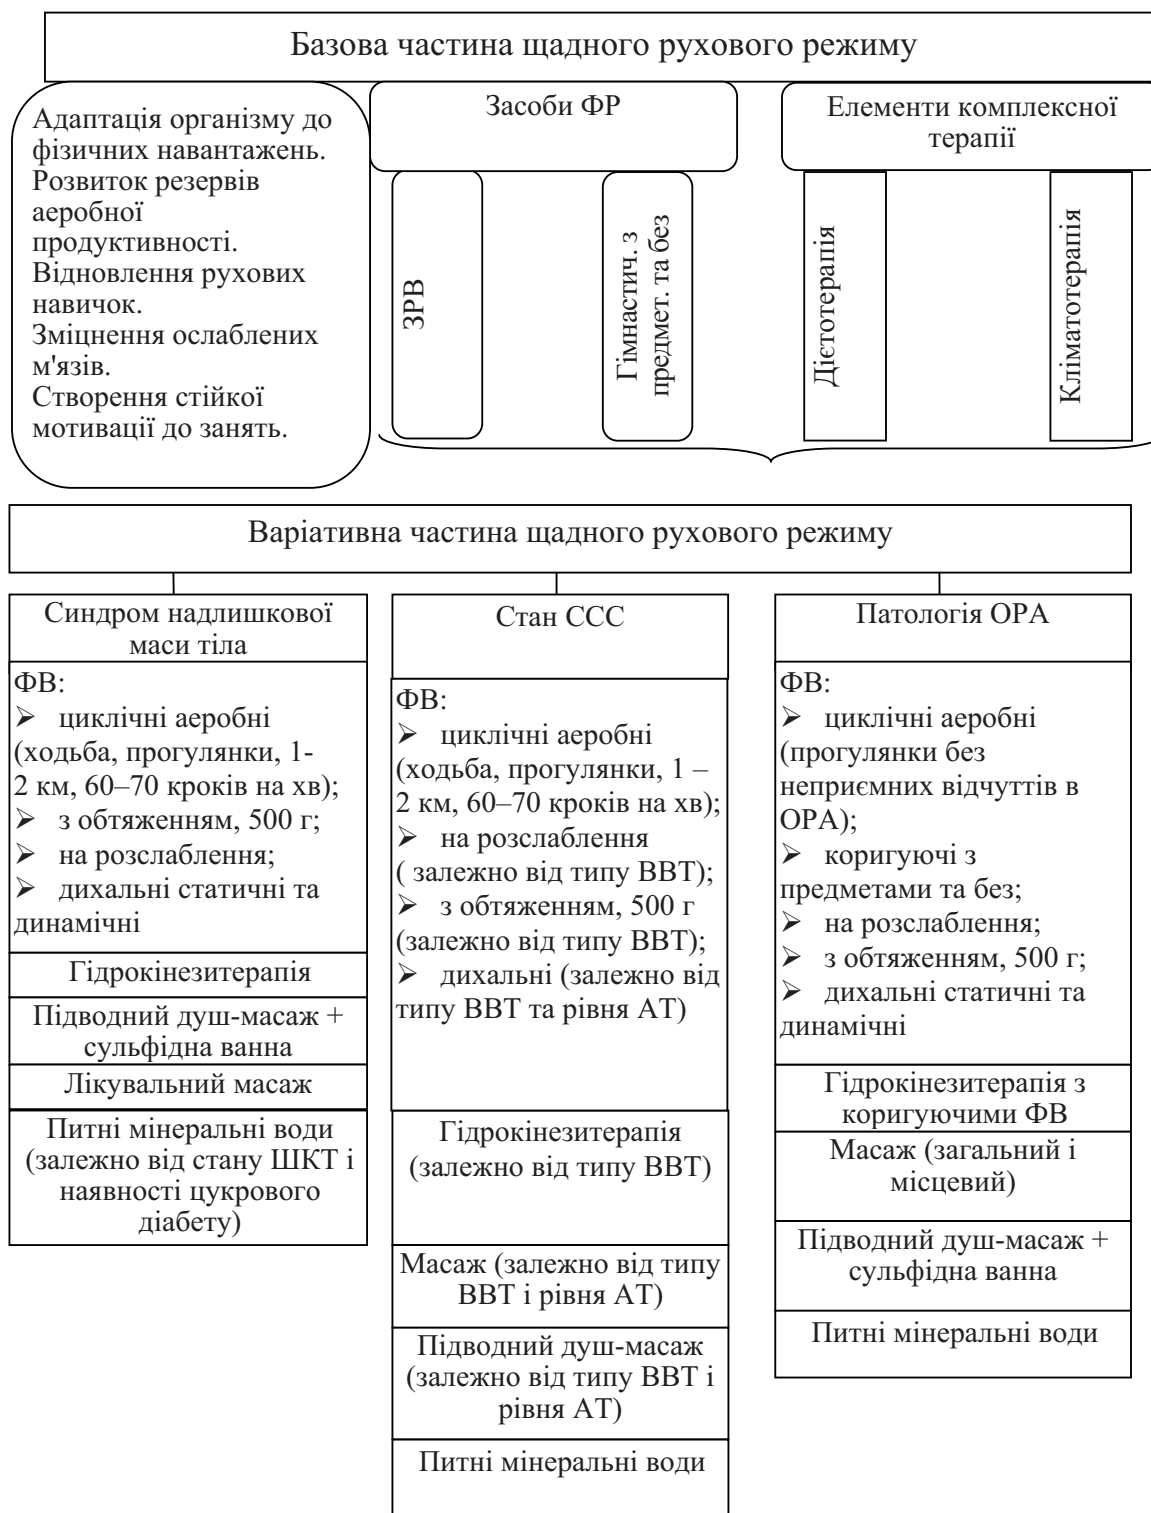 Базова частина щадного рухового режиму
Адаптація організму до
фізичних навантажень.
Розвиток резервів
аеробної
продуктивності.
Відновлення рухових
навичок.
Зміцнення ослаблених
м'язів.
Створення стійкої
мотивації до занять.
Засоби ФР
ЗРВ
Гімнастич. з
предмет. та без
Елементи комплексної
терапії
Дієтотерапія
Кліматотерапія
Варіативна частина щадного рухового режиму
Синдром надлишкової
маси тіла
ФВ:
➢ циклічні аеробні
(ходьба, прогулянки, 1-
2 км, 60–70 кроків на хв);
➢ з обтяженням, 500 г;
➢ на розслаблення;
➢ дихальні статичні та
динамічні
Гідрокінезитерапія
Підводний душ-масаж +
сульфідна ванна
Лікувальний масаж
Питні мінеральні води
(залежно від стану ШКТ і
наявності цукрового
діабету)
Стан ССС
ФВ:
➢ циклічні аеробні
(ходьба, прогулянки, 1 –
2 км, 60–70 кроків на хв);
➢ на розслаблення
( залежно від типу ВВТ);
➢ з обтяженням, 500 г
(залежно від типу ВВТ);
➢ дихальні (залежно від
типу ВВТ та рівня АТ)
Гідрокінезитерапія
(залежно від типу ВВТ)
Масаж (залежно від типу
ВВТ і рівня АТ)
Підводний душ-масаж
(залежно від типу ВВТ і
рівня АТ)
Питні мінеральні води
Патологія ОРА
ФВ:
➢ циклічні аеробні
(прогулянки без
неприємних відчуттів в
ОРА);
➢ коригуючі з
предметами та без;
➢ на розслаблення;
➢ з обтяженням, 500 г;
➢ дихальні статичні та
динамічні
Гідрокінезитерапія з
коригуючими ФВ
Масаж (загальний і
місцевий)
Підводний душ-масаж +
сульфідна ванна
Питні мінеральні води